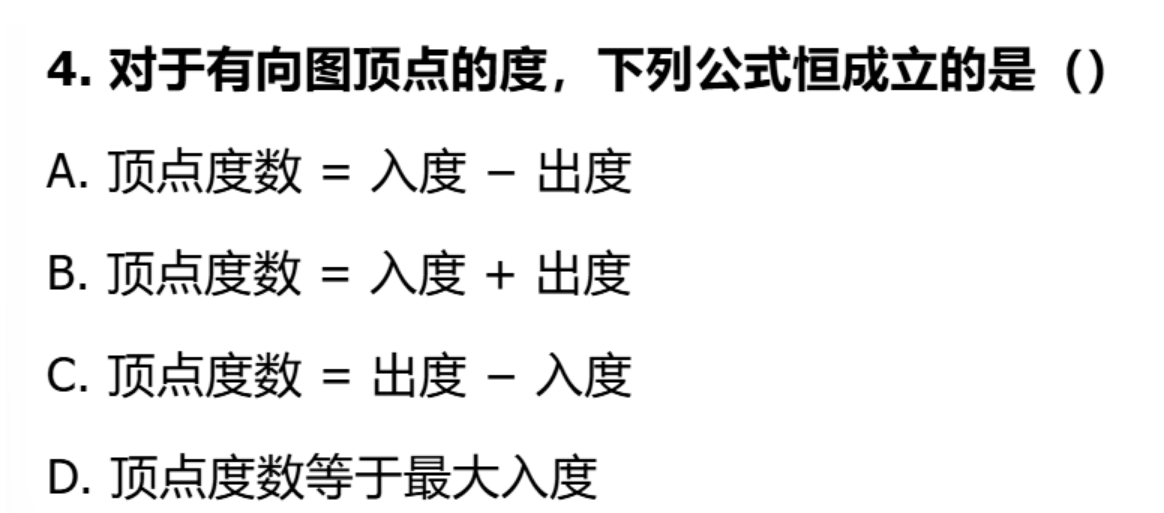 4. 对于有向图顶点的度，下列公式恒成立的是（）
A. 顶点度数 = 入度 − 出度
B. 顶点度数 = 入度 + 出度
C. 顶点度数 = 出度 − 入度
D. 顶点度数等于最大入度